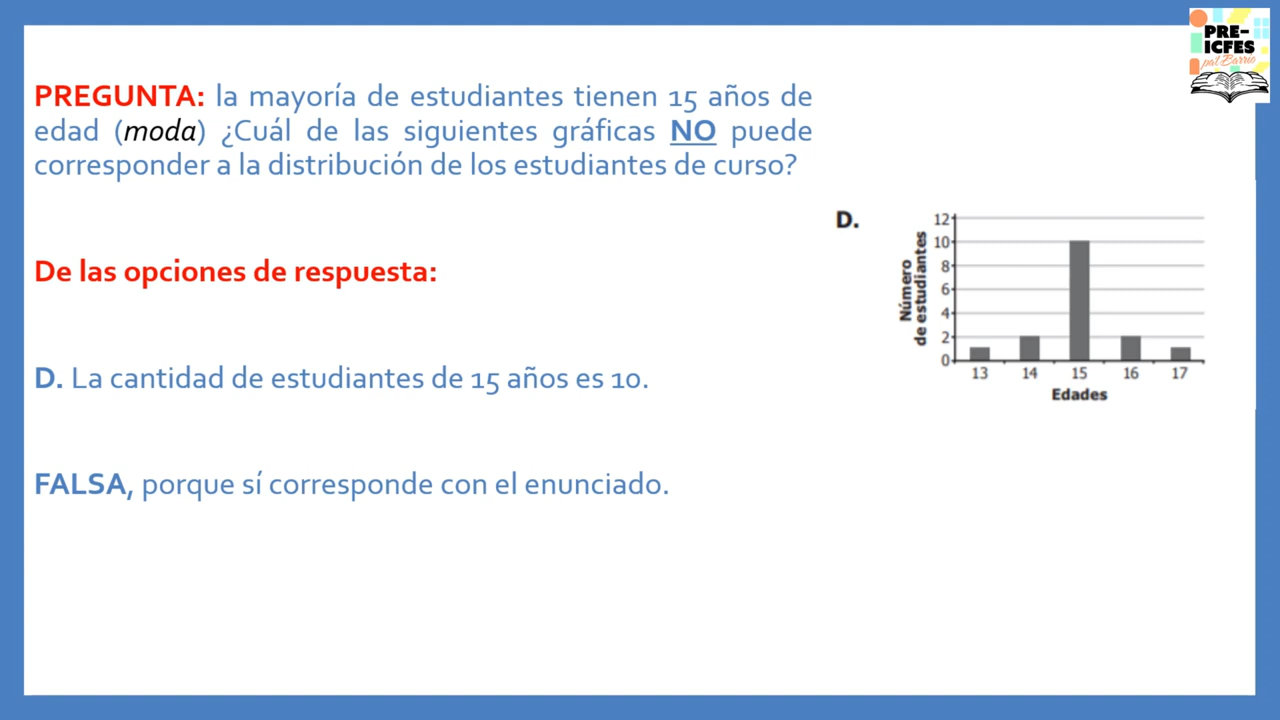 PRE-
ICFES
pal Barrio
PREGUNTA: la mayoría de estudiantes tienen 15 años de
edad (moda) ¿Cuál de las siguientes gráficas NO puede
corresponder a la distribución de los estudiantes de curso?
De las opciones de respuesta:
D. La cantidad de estudiantes de 15 años es 10.
FALSA, porque sí corresponde con el enunciado.
D.
Número
de estudiantes
12
10
8
6
4
2
0
13 14 15 16 17
Edades